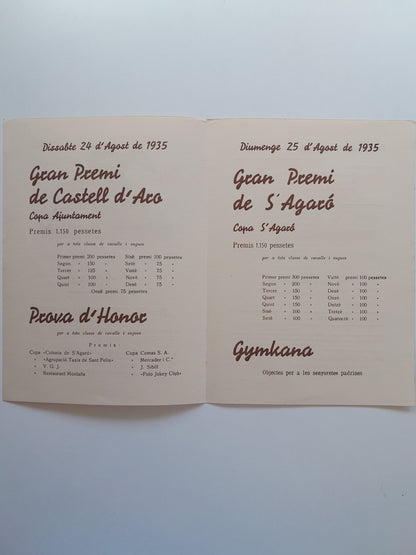 Dissabte 24 d'Agost de 1935
Gran Premi
de Castell d'Aro
Copa Ajuntament
Premis 1.150 pessetes
per a tota classe de cavalls i eugues
Primer premi 200 pessetes
Segon » 150 »
Tercer » 125 »
Quart » 100 »
Quint » 100 »
Sisè premi 100 pessetes
Setè » 75 »
Vuitè » 75 »
Novè » 75 »
Desè » 75 »
Onzè premi 75 pessetes
Prova d'Honor
per a tota classe de cavalls i eugues
Premis
Copa «Colonia de S'Agaró»
» «Agrupació Taxis de Sant Feliu»
» V. G. J.
» Restaurant Montaña
Copa Comas S. A.
» Mercader i C.ª
» J. Sibill
» «Polo Jokey Club»
Diumenge 25 d'Agost de 1935
Gran Premi
de S'Agaró
Copa S'Agaró
Premis 1.150 pessetes
per a tota classe de cavalls i eugues
Primer premi 300 pessetes
Segon » 200 »
Tercer » 150 »
Quart » 100 »
Quint » 100 »
Sisè » 100 »
Setè » 100 »
Vuitè premi 100 pessetes
Novè » 100 »
Desè » 100 »
Onzè » 100 »
Dotzè » 100 »
Tretzè » 100 »
Quatorzè » 100 »
Gymkana
Objectes per a les senyoretes padrines